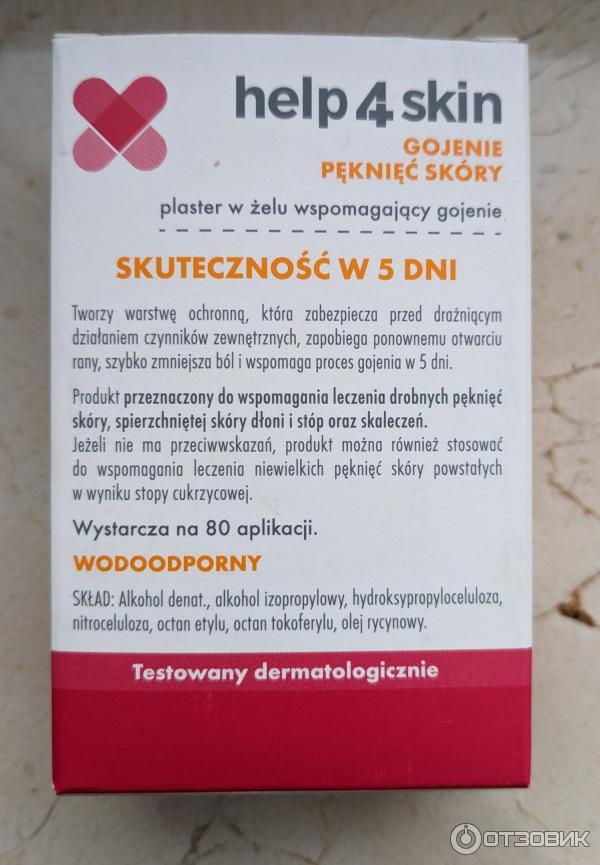 help4skin
GOJENIE
PĘKNIĘĆ SKÓRY
plaster w żelu wspomagający gojenie
SKUTECZNOŚĆ W 5 DNI
Tworzy warstwę ochronną, która zabezpiecza przed drażniącym
działaniem czynników zewnętrznych, zapobiega ponownemu otwarciu
rany, szybko zmniejsza ból i wspomaga proces gojenia w 5 dni.
Produkt przeznaczony do wspomagania leczenia drobnych pęknięć
skóry, spierzchniętej skóry dłoni i stóp oraz skaleczeń.
Jeżeli nie ma przeciwwskazań, produkt można również stosować
do wspomagania leczenia niewielkich pęknięć skóry powstałych
w wyniku stopy cukrzycowej.
Wystarcza na 80 aplikacji.
WODOODPORNY
SKŁAD: Alkohol denat., alkohol izopropylowy, hydroksypropyloceluloza,
nitroceluloza, octan etylu, octan tokoferylu, olej rycynowy.
Testowany dermatologicznie
ОТЗОВИК